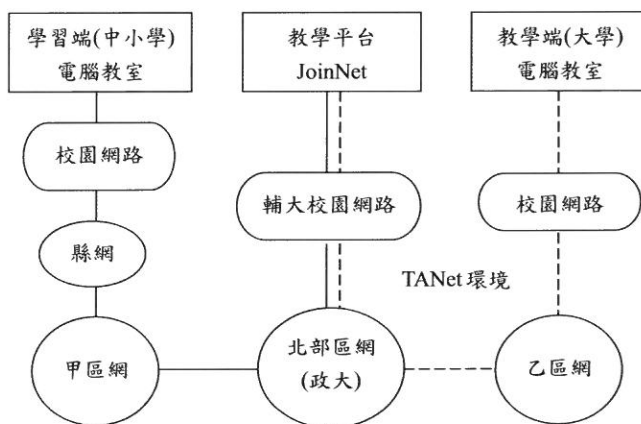 學習端(中小學)
電腦教室
教學平台
JoinNet
教學端(大學)
電腦教室
校園網路
輔大校園網路
校園網路
縣網
TANet環境
甲區網
北部區網
(政大)
乙區網